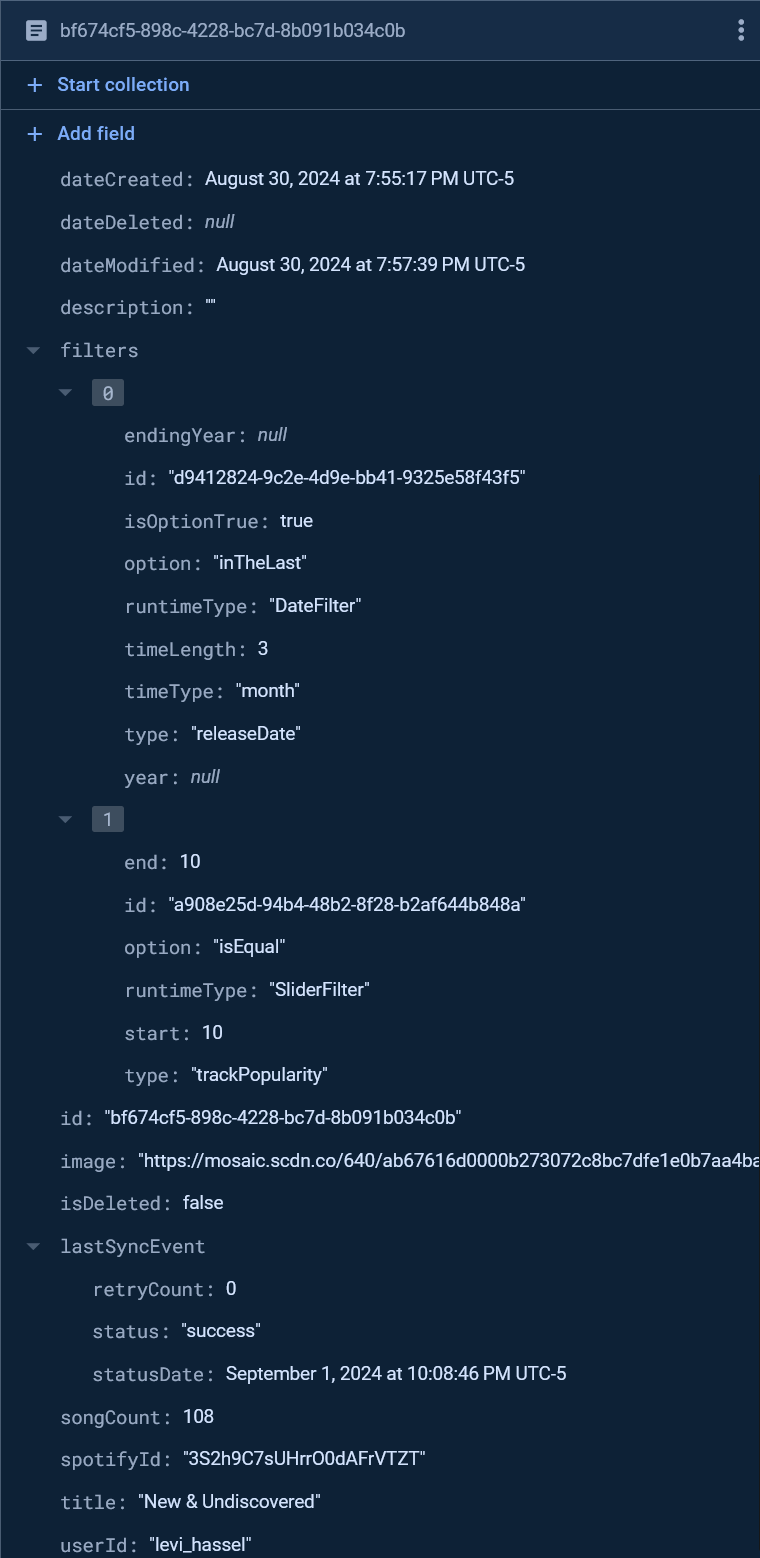 bf674cf5-898c-4228-bc7d-8b091b034c0b
+ Start collection
+ Add field
dateCreated: August 30, 2024 at 7:55:17 PM UTC-5
dateDeleted: null
dateModified: August 30, 2024 at 7:57:39 PM UTC-5
description: ""
filters
0
endingYear: null
id: "d9412824-9c2e-4d9e-bb41-9325e58f43f5"
isOptionTrue: true
option: "inTheLast"
runtimeType: "DateFilter"
timeLength: 3
timeType: "month"
type: "releaseDate"
year: null
1
end: 10
id: "a908e25d-94b4-48b2-8f28-b2af644b848a"
option: "isEqual"
runtimeType: "SliderFilter"
start: 10
type: "trackPopularity"
id: "bf674cf5-898c-4228-bc7d-8b091b034c0b"
image: "https://mosaic.scdn.co/640/ab67616d0000b273072c8bc7dfe1e0b7aa4ba
isDeleted: false
lastSyncEvent
retryCount: 0
status: "success"
statusDate: September 1, 2024 at 10:08:46 PM UTC-5
songCount: 108
spotifyId: "3S2h9C7sUHrrO0dAFrVTZT"
title: "New & Undiscovered"
userId: "levi_hassel"